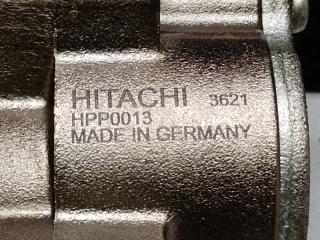 HITACHI 3621
HPP0013
MADE IN GERMANY